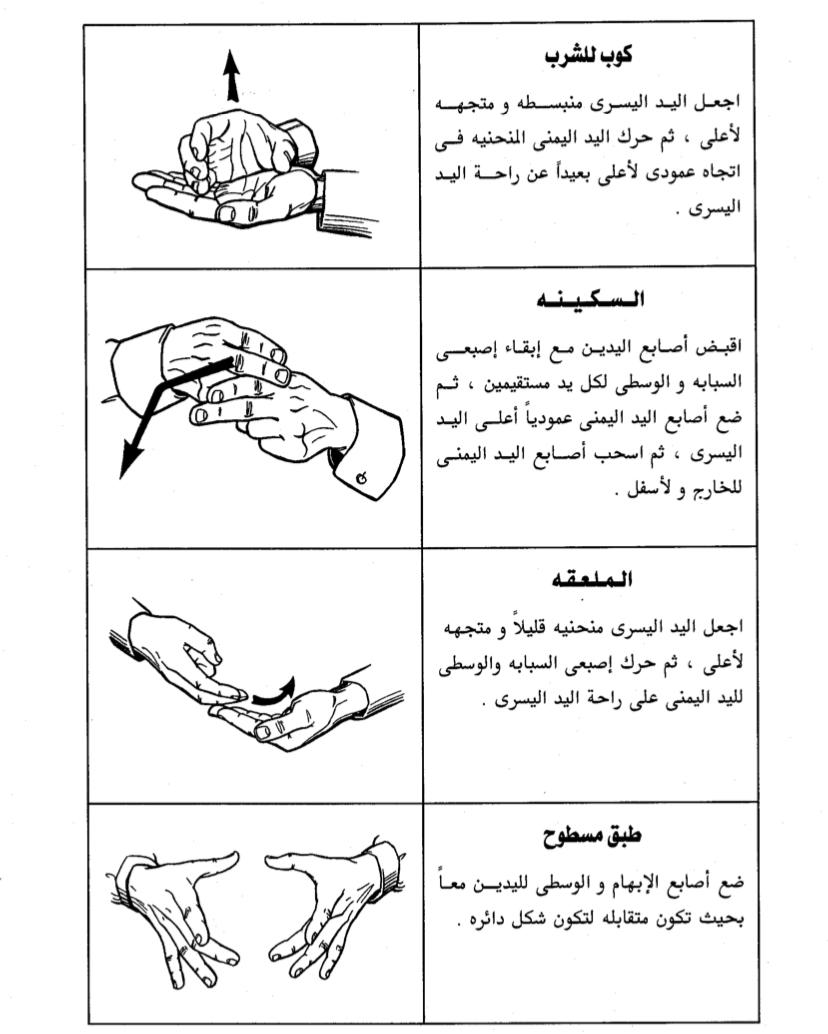 كوب للشرب
اجعل اليد اليسرى منبسطه و متجهه
لأعلى ، ثم حرك اليد اليمنى المنحنيه فى
اتجاه عمودى لأعلى بعيداً عن راحة اليد
اليسرى .
السكينه
اقبض أصابع اليدين مع إبقاء إصبعى
السبابه و الوسطى لكل يد مستقيمين ، ثم
ضع أصابع اليد اليمنى عمودياً أعلى اليد
اليسرى ، ثم اسحب أصابع اليد اليمنى
للخارج و لأسفل .
الملعقه
اجعل اليد اليسرى منحنيه قليلاً و متجهه
لأعلى ، ثم حرك إصبعى السبابه والوسطى
لليد اليمنى على راحة اليد اليسرى .
طبق مسطوح
ضع أصابع الإبهام و الوسطى لليدين معاً
بحيث تكون متقابله لتكون شكل دائره .